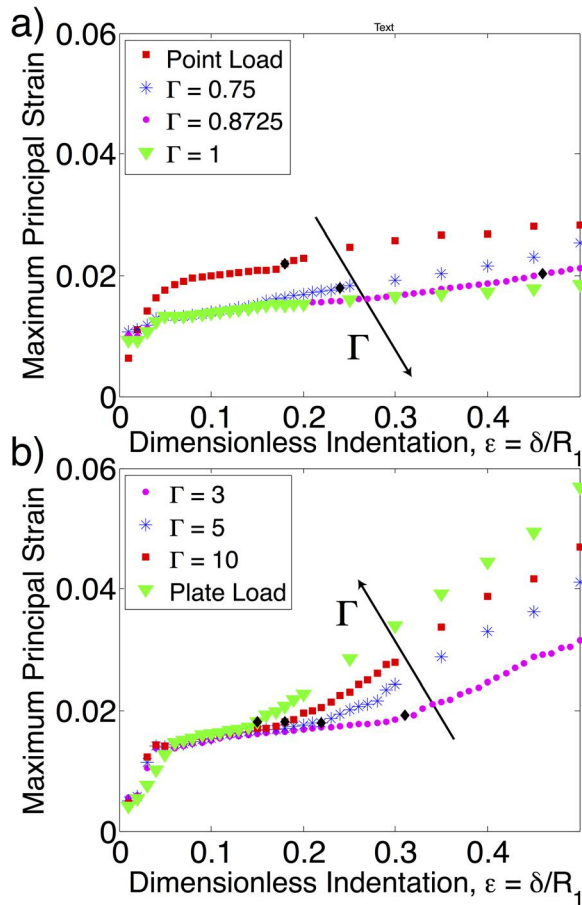 a)
Text
0.06
Point Load
Γ = 0.75
Γ = 0.8725
Γ = 1
0.04
0.02
0
Maximum Principal Strain
Γ
0 0.1 0.2 0.3 0.4
Dimensionless Indentation, ε = δ/R₁
b)
0.06
Γ = 3
Γ = 5
Γ = 10
Plate Load
0.04
0.02
0
Maximum Principal Strain
Γ
0 0.1 0.2 0.3 0.4
Dimensionless Indentation, ε = δ/R₁